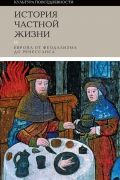 КУЛЬТУРА ПОВСЕДНЕВНОСТИ
ИСТОРИЯ
ЧАСТНОЙ
ЖИЗНИ
ЕВРОПА ОТ ФЕОДАЛИЗМА
ДО РЕНЕССАНСА